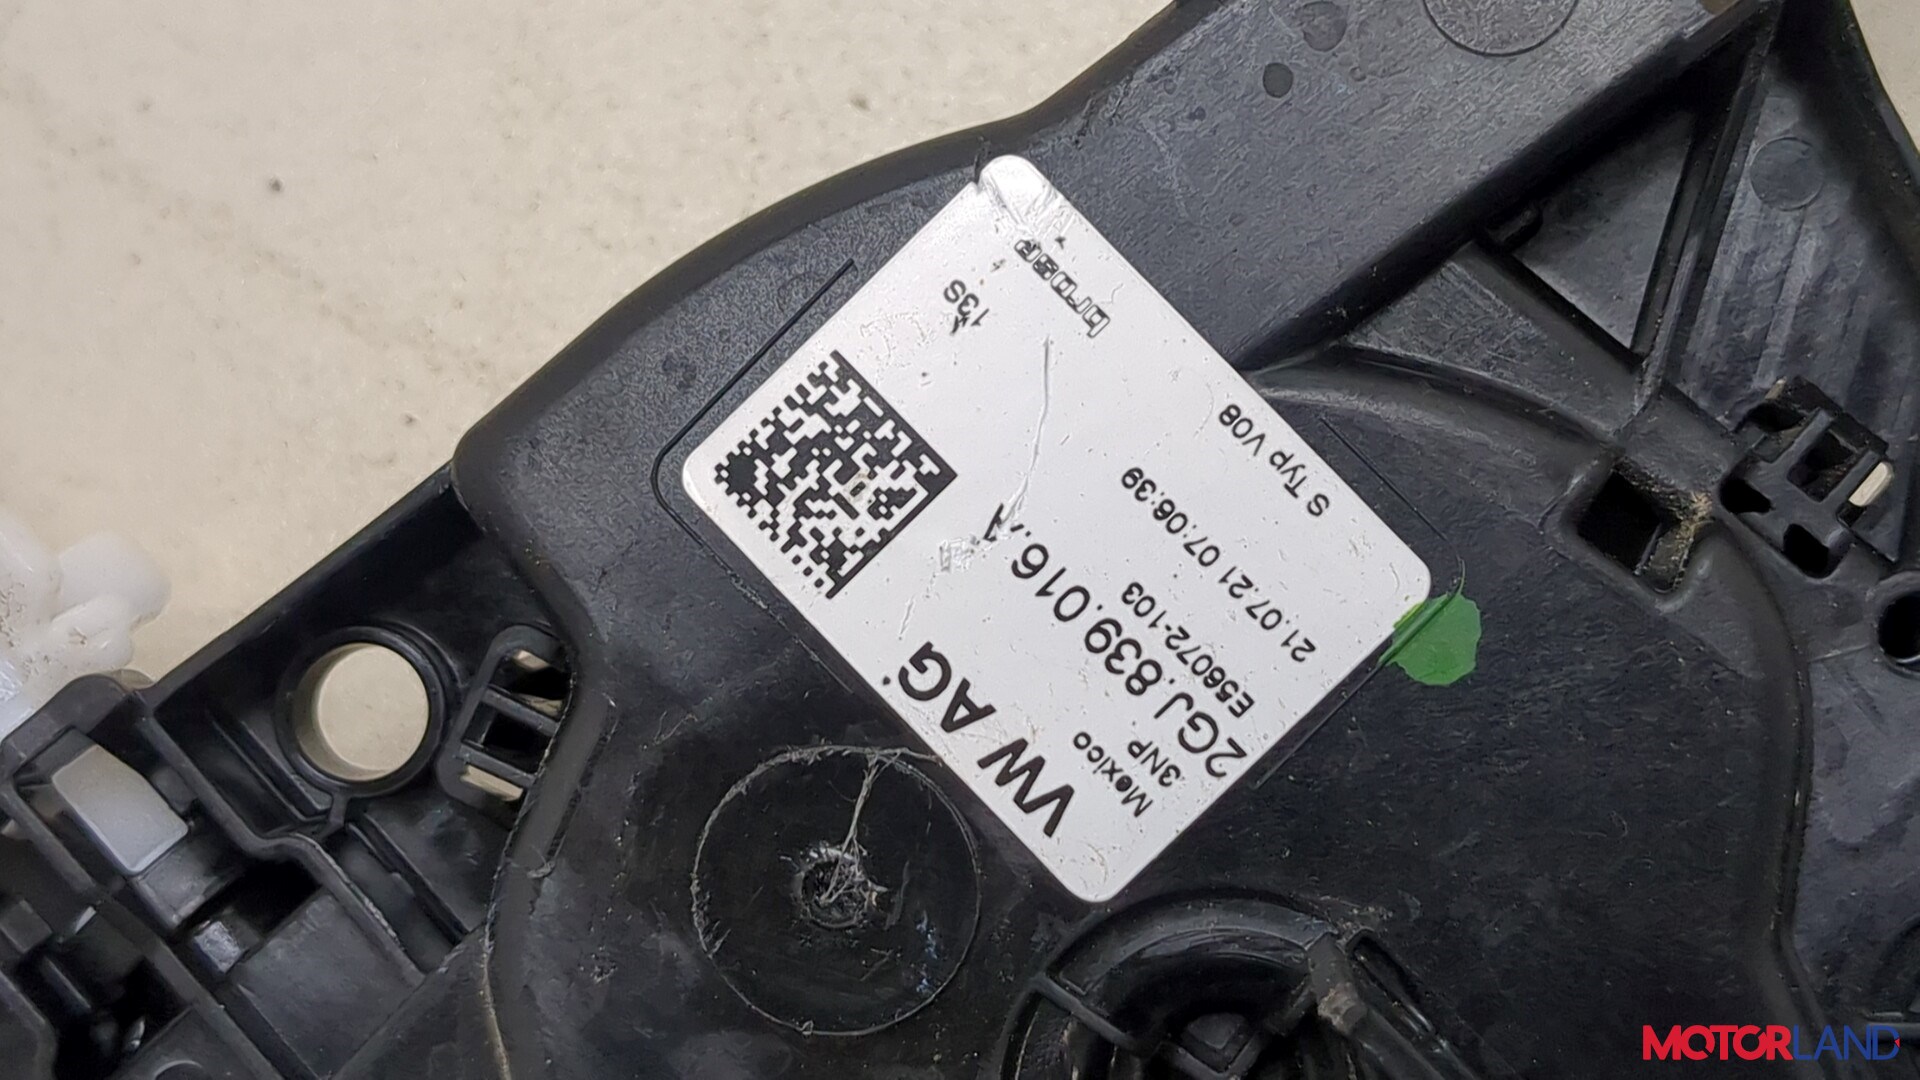 VW AG
Mexico
3NP
2GJ.839.016.A
E56072-103
21.07.21 07:06:39
S Typ V08
13S
brose
MOTORLAND